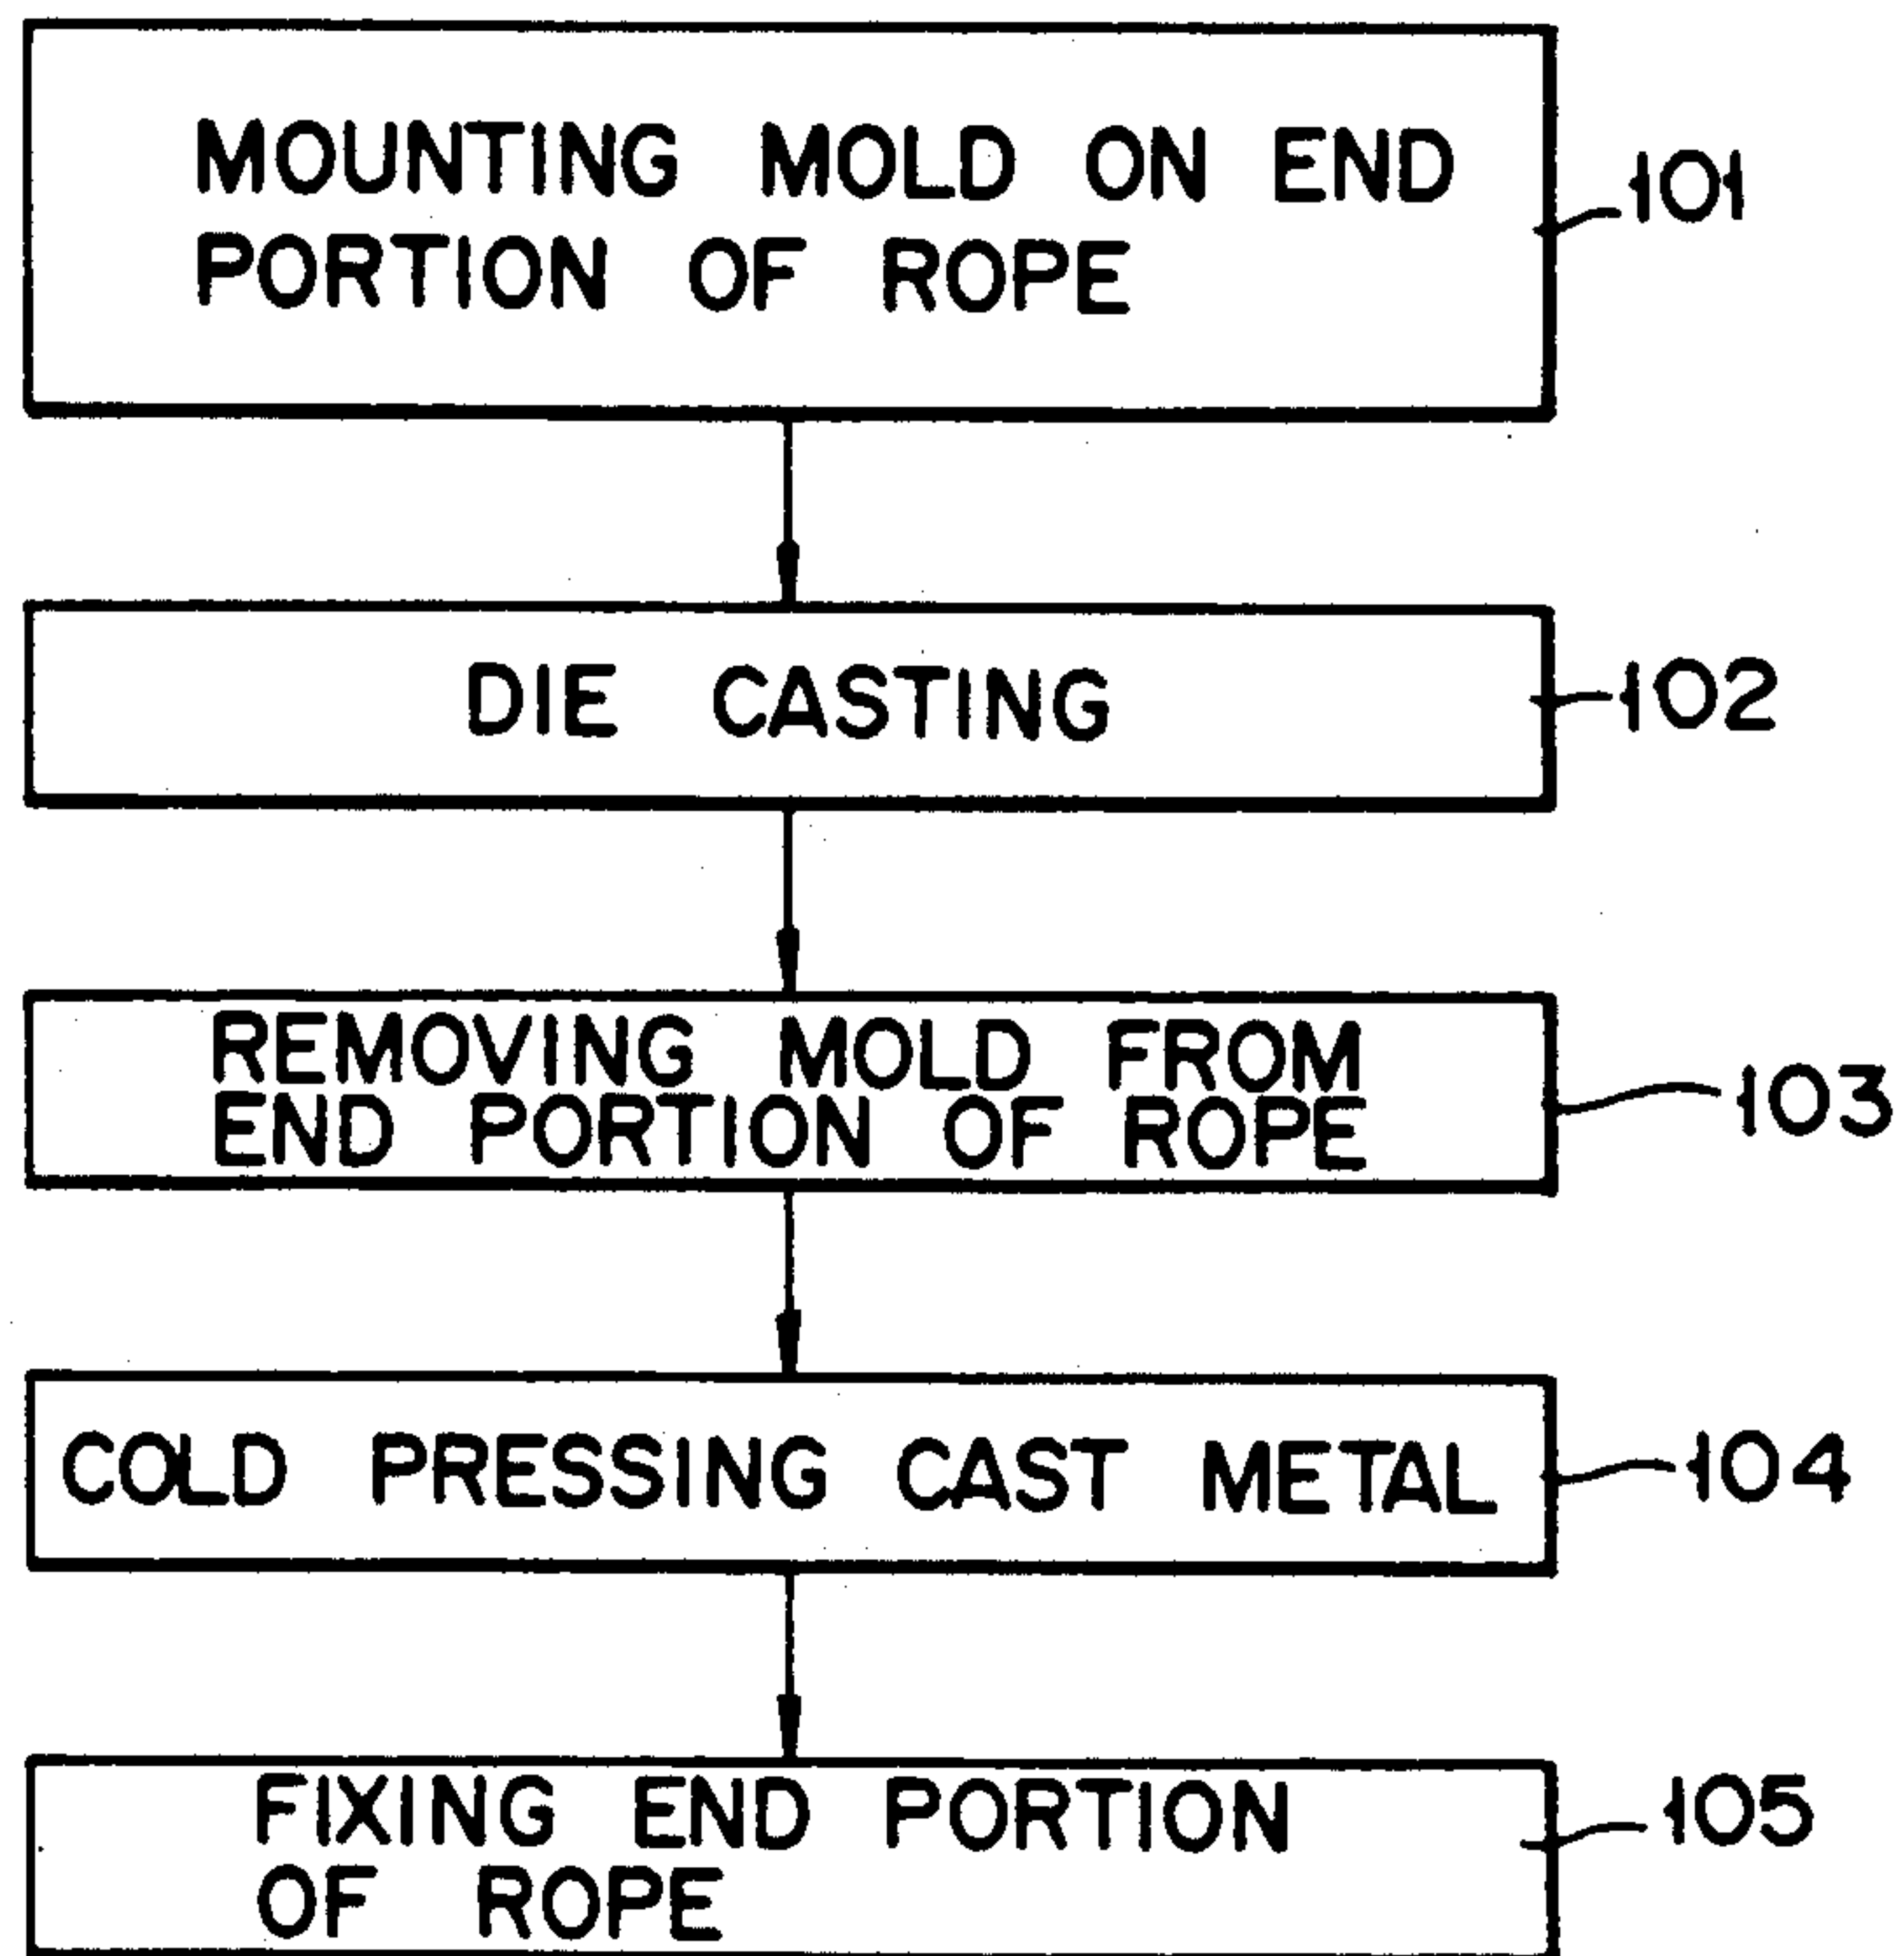 MOUNTING MOLD ON END
PORTION OF ROPE
101
DIE CASTING
102
REMOVING MOLD FROM
END PORTION OF ROPE
103
COLD PRESSING CAST METAL
104
FIXING END PORTION
OF ROPE
105